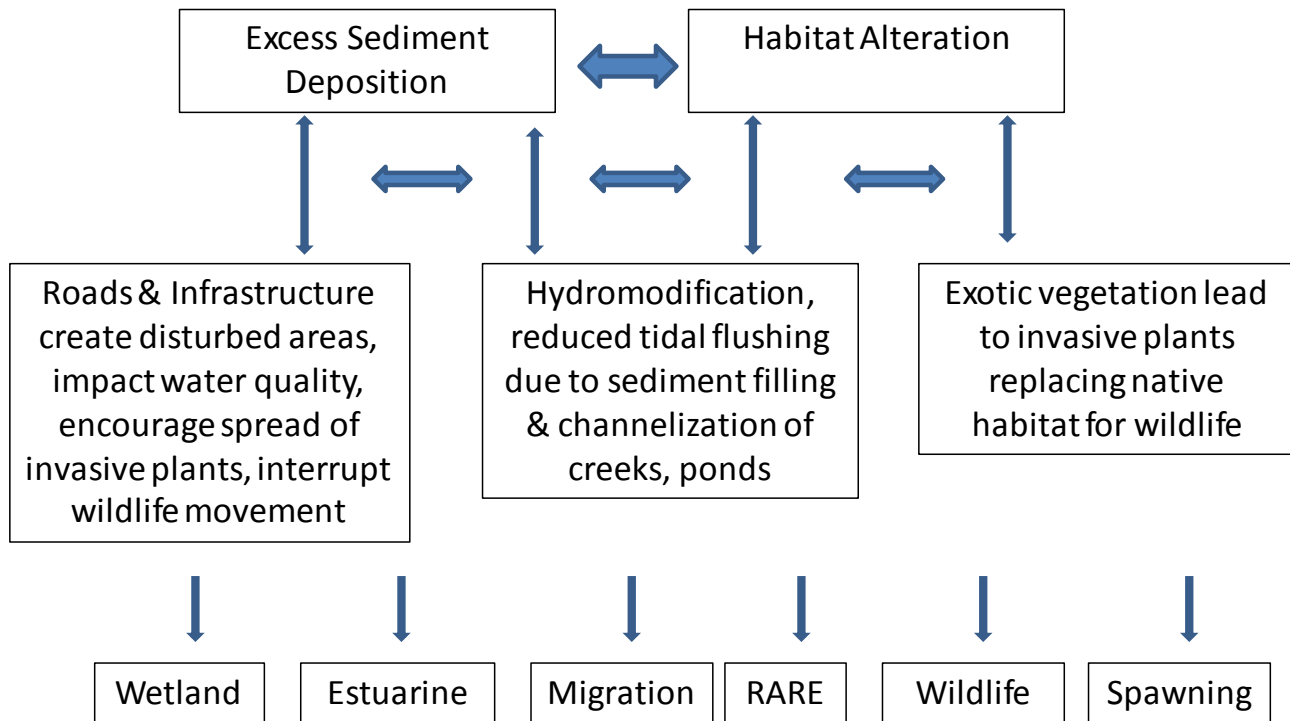 Excess Sediment
Deposition
Habitat Alteration
Roads & Infrastructure
create disturbed areas,
impact water quality,
encourage spread of
invasive plants, interrupt
wildlife movement
Hydromodification,
reduced tidal flushing
due to sediment filling
& channelization of
creeks, ponds
Exotic vegetation lead
to invasive plants
replacing native
habitat for wildlife
Wetland
Estuarine
Migration
RARE
Wildlife
Spawning